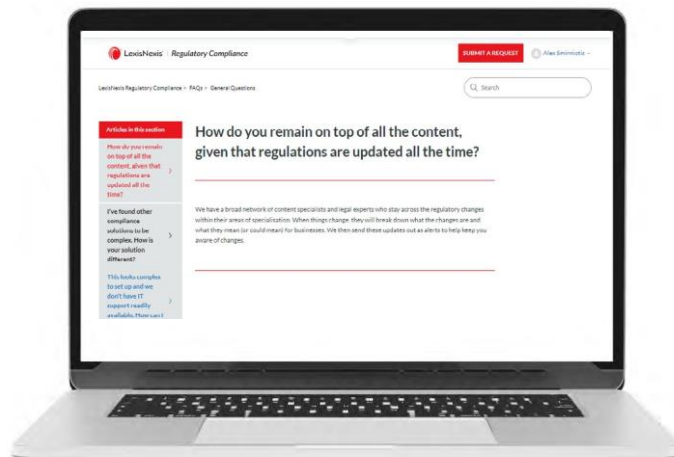 LexisNexis | Regulatory Compliance
SUBMIT A REQUEST
LexisNexis Regulatory Compliance > FAQs > General Questions
Search
Articles in this section
How do you remain
on top of all the
content, given that
regulations are
updated all the
time?
I've found other
compliance
solutions to be
complex. How is
your solution
different?
This looks complex
to set up and we
don't have IT
support readily
available. How can I
How do you remain on top of all the content,
given that regulations are updated all the time?
We have a broad network of content specialists and legal experts who stay across the regulatory changes
within their areas of specialisation. When things change, they will break down what the changes are and
what they mean (or could mean) for businesses. We then send these updates out as alerts to help keep you
aware of changes.